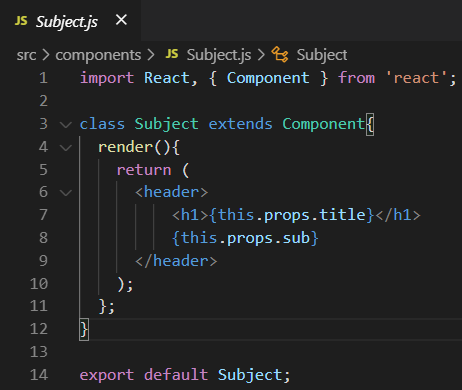 JS Subject.js ×
src > components > JS Subject.js > Subject
1 import React, { Component } from 'react';
2
3 class Subject extends Component{
4 render(){
5 return (
6 <header>
7 <h1>{this.props.title}</h1>
8 {this.props.sub}
9 </header>
10 );
11 };
12 }
13
14 export default Subject;